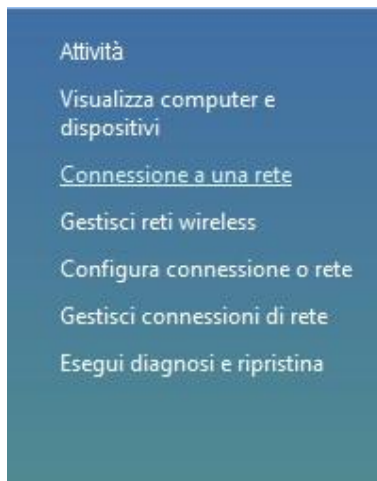 Attività
Visualizza computer e
dispositivi
Connessione a una rete
Gestisci reti wireless
Configura connessione o rete
Gestisci connessioni di rete
Esegui diagnosi e ripristina